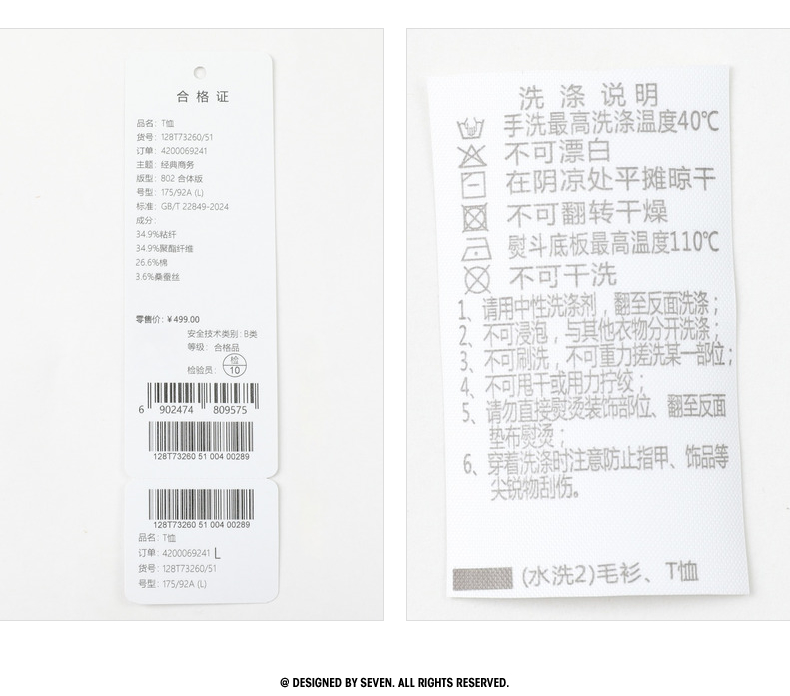 合格证
品名: T恤
货号: 128T73260/51
订单: 4200069241
主题: 经典商务
版型: 802 合体版
号型: 175/92A (L)
标准: GB/T 22849-2024
成分:
34.9%粘纤
34.9%聚酯纤维
26.6%棉
3.6%桑蚕丝
零售价: ¥499.00
安全技术类别: B类
等级: 合格品
检验员: 检 10
6 902474 809575
128T73260 51 004 00289
128T73260 51 004 00289
品名: T恤
订单: 4200069241 L
货号: 128T73260/51
号型: 175/92A (L)
洗涤说明
手洗最高洗涤温度40℃
不可漂白
在阴凉处平摊晾干
不可翻转干燥
熨斗底板最高温度110℃
不可干洗
1、请用中性洗涤剂，翻至反面洗涤；
2、不可浸泡，与其他衣物分开洗涤；
3、不可刷洗，不可重力搓洗某一部位；
4、不可甩干或用力拧绞；
5、请勿直接熨烫装饰部位、翻至反面
垫布熨烫；
6、穿着洗涤时注意防止指甲、饰品等
尖锐物刮伤。
(水洗2)毛衫、T恤
@ DESIGNED BY SEVEN. ALL RIGHTS RESERVED.